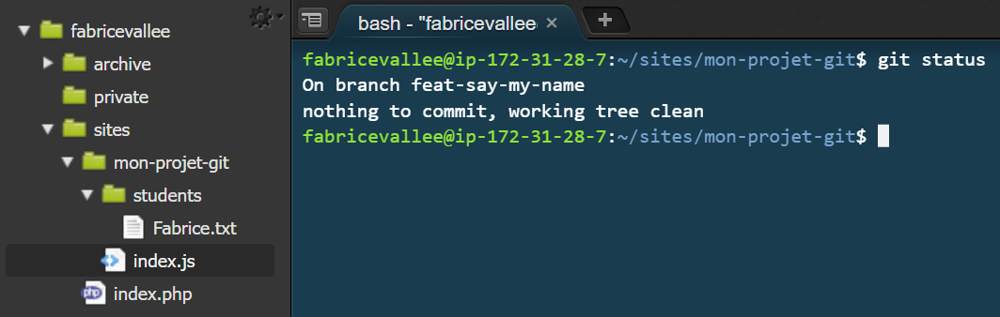 fabricevallee
archive
private
sites
mon-projet-git
students
Fabrice.txt
index.js
php index.php
bash - "fabricevallee ×
fabricevallee@ip-172-31-28-7:~/sites/mon-projet-git$ git status
On branch feat-say-my-name
nothing to commit, working tree clean
fabricevallee@ip-172-31-28-7:~/sites/mon-projet-git$